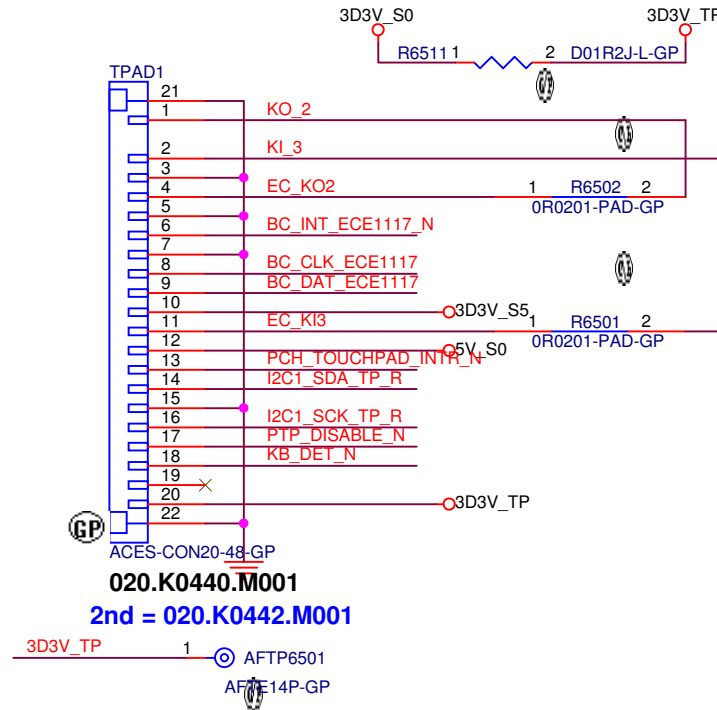 3D3V_S0
3D3V_TP
R6511 1
2 D01R2J-L-GP
TPAD1
21
1 KO_2
2 KI_3
3
4 EC_KO2 1 R6502 2
0R0201-PAD-GP
5
6 BC_INT_ECE1117_N
7
8 BC_CLK_ECE1117
9 BC_DAT_ECE1117
10 3D3V_S5
11 EC_KI3 1 R6501 2
0R0201-PAD-GP
12 5V_S0
13 PCH_TOUCHPAD_INTR_N
14 I2C1_SDA_TP_R
15
16 I2C1_SCK_TP_R
17 PTP_DISABLE_N
18 KB_DET_N
19
20 3D3V_TP
22
GP
ACES-CON20-48-GP
020.K0440.M001
2nd = 020.K0442.M001
3D3V_TP 1 AFTP6501
AFTE14P-GP